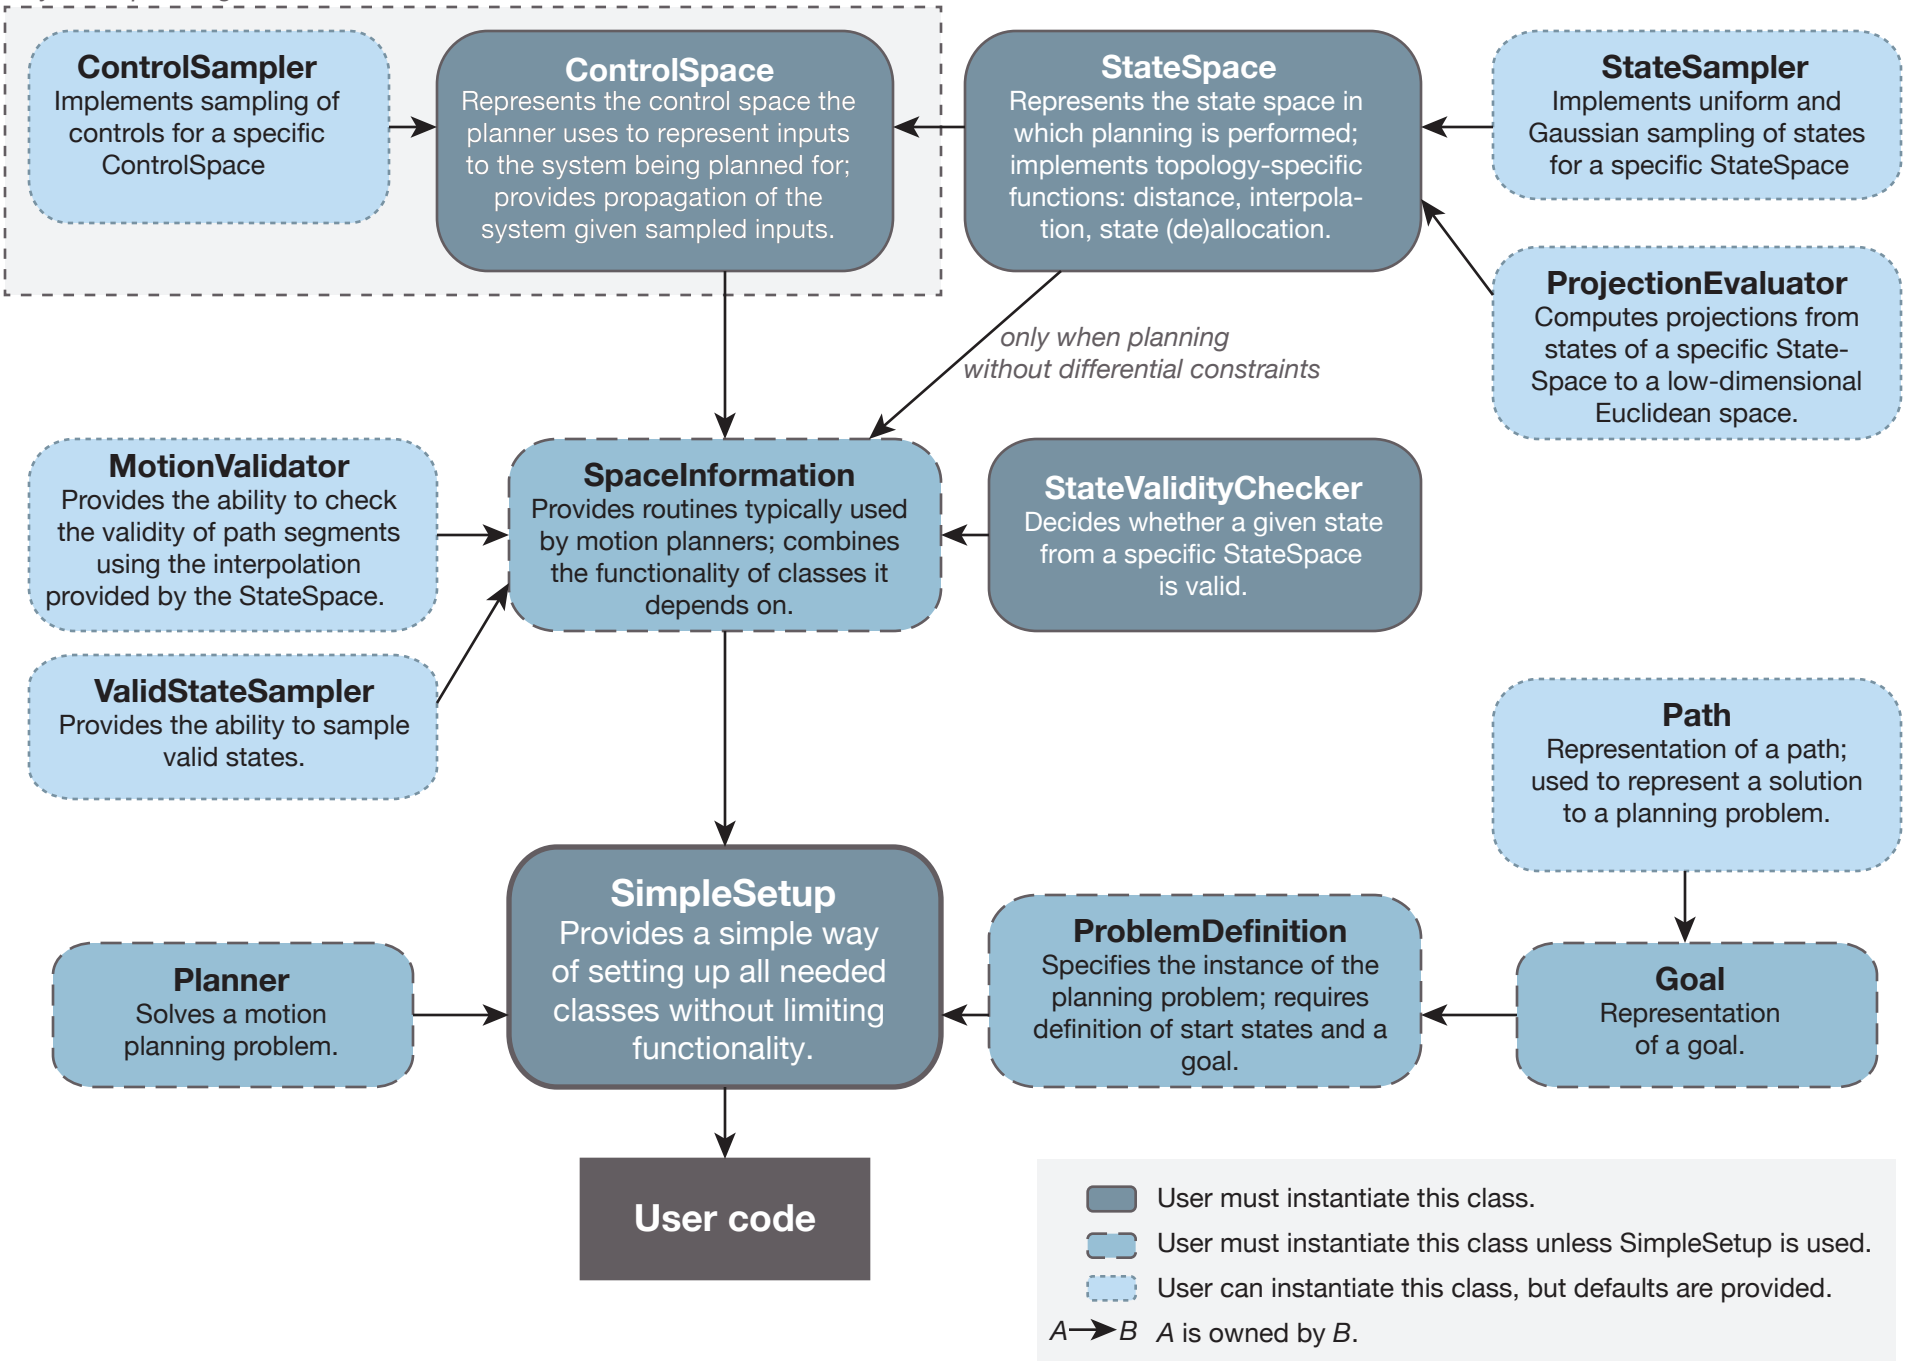 ControlSampler
Implements sampling of
controls for a specific
ControlSpace
ControlSpace
Represents the control space the
planner uses to represent inputs
to the system being planned for;
provides propagation of the
system given sampled inputs.
StateSpace
Represents the state space in
which planning is performed;
implements topology-specific
functions: distance, interpola-
tion, state (de)allocation.
StateSampler
Implements uniform and
Gaussian sampling of states
for a specific StateSpace
ProjectionEvaluator
Computes projections from
states of a specific State-
Space to a low-dimensional
Euclidean space.
only when planning
without differential constraints
MotionValidator
Provides the ability to check
the validity of path segments
using the interpolation
provided by the StateSpace.
SpaceInformation
Provides routines typically used
by motion planners; combines
the functionality of classes it
depends on.
StateValidityChecker
Decides whether a given state
from a specific StateSpace
is valid.
ValidStateSampler
Provides the ability to sample
valid states.
Path
Representation of a path;
used to represent a solution
to a planning problem.
SimpleSetup
Provides a simple way
of setting up all needed
classes without limiting
functionality.
Planner
Solves a motion
planning problem.
ProblemDefinition
Specifies the instance of the
planning problem; requires
definition of start states and a
goal.
Goal
Representation
of a goal.
User code
User must instantiate this class.
User must instantiate this class unless SimpleSetup is used.
User can instantiate this class, but defaults are provided.
A B A is owned by B.